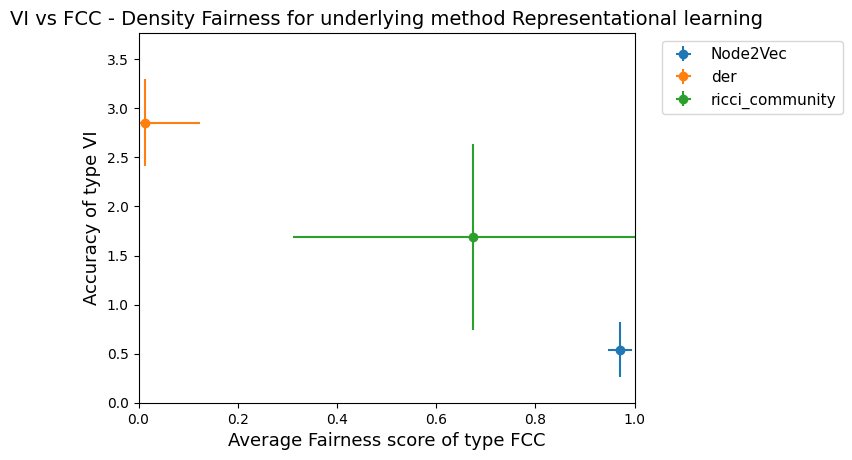 VI vs FCC - Density Fairness for underlying method Representational learning
Node2Vec
der
ricci_community
Accuracy of type VI
3.5
3.0
2.5
2.0
1.5
1.0
0.5
0.0
0.0 0.2 0.4 0.6 0.8 1.0
Average Fairness score of type FCC